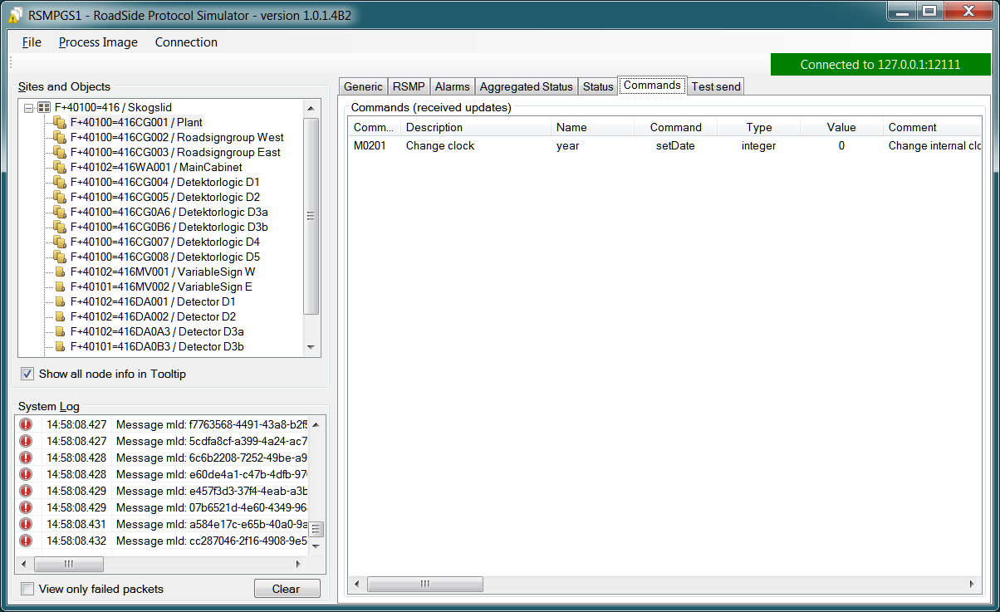 RSMPGS1 - RoadSide Protocol Simulator - version 1.0.1.4B2
File Process Image Connection
Connected to 127.0.0.1:12111
Sites and Objects
F+40100=416 / Skogslid
F+40100=416CG001 / Plant
F+40100=416CG002 / Roadsigngroup West
F+40100=416CG003 / Roadsigngroup East
F+40102=416WA001 / MainCabinet
F+40100=416CG004 / Detektorlogic D1
F+40100=416CG005 / Detektorlogic D2
F+40100=416CG0A6 / Detektorlogic D3a
F+40100=416CG0B6 / Detektorlogic D3b
F+40100=416CG007 / Detektorlogic D4
F+40100=416CG008 / Detektorlogic D5
F+40102=416MV001 / VariableSign W
F+40101=416MV002 / VariableSign E
F+40102=416DA001 / Detector D1
F+40102=416DA002 / Detector D2
F+40102=416DA0A3 / Detector D3a
F+40101=416DA0B3 / Detector D3b
Show all node info in Tooltip
System Log
14:58:08.427 Message mId: f7763568-4491-43a8-b2f5
14:58:08.427 Message mId: 5cdfa8cf-a399-4a24-ac7
14:58:08.428 Message mId: 6c6b2208-7252-49be-a9
14:58:08.428 Message mId: e60de4a1-c47b-4dfb-97
14:58:08.429 Message mId: e457f3d3-37f4-4eab-a3b
14:58:08.429 Message mId: 07b6521d-4e60-4349-96
14:58:08.431 Message mId: a584e17c-e65b-40a0-9a
14:58:08.432 Message mId: cc287046-2f16-4908-9e5
View only failed packets
Clear
Generic RSMP Alarms Aggregated Status Status Commands Test send
Commands (received updates)
Comm... Description Name Command Type Value Comment
M0201 Change clock year setDate integer 0 Change internal clo